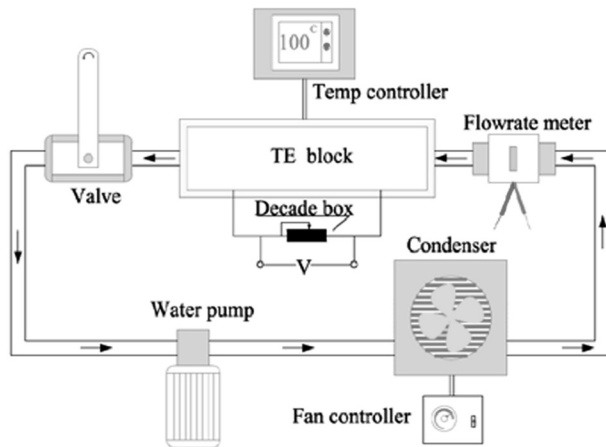 100 C
Temp controller
Flowrate meter
TE block
Valve
Decade box
V
Condenser
Water pump
Fan controller